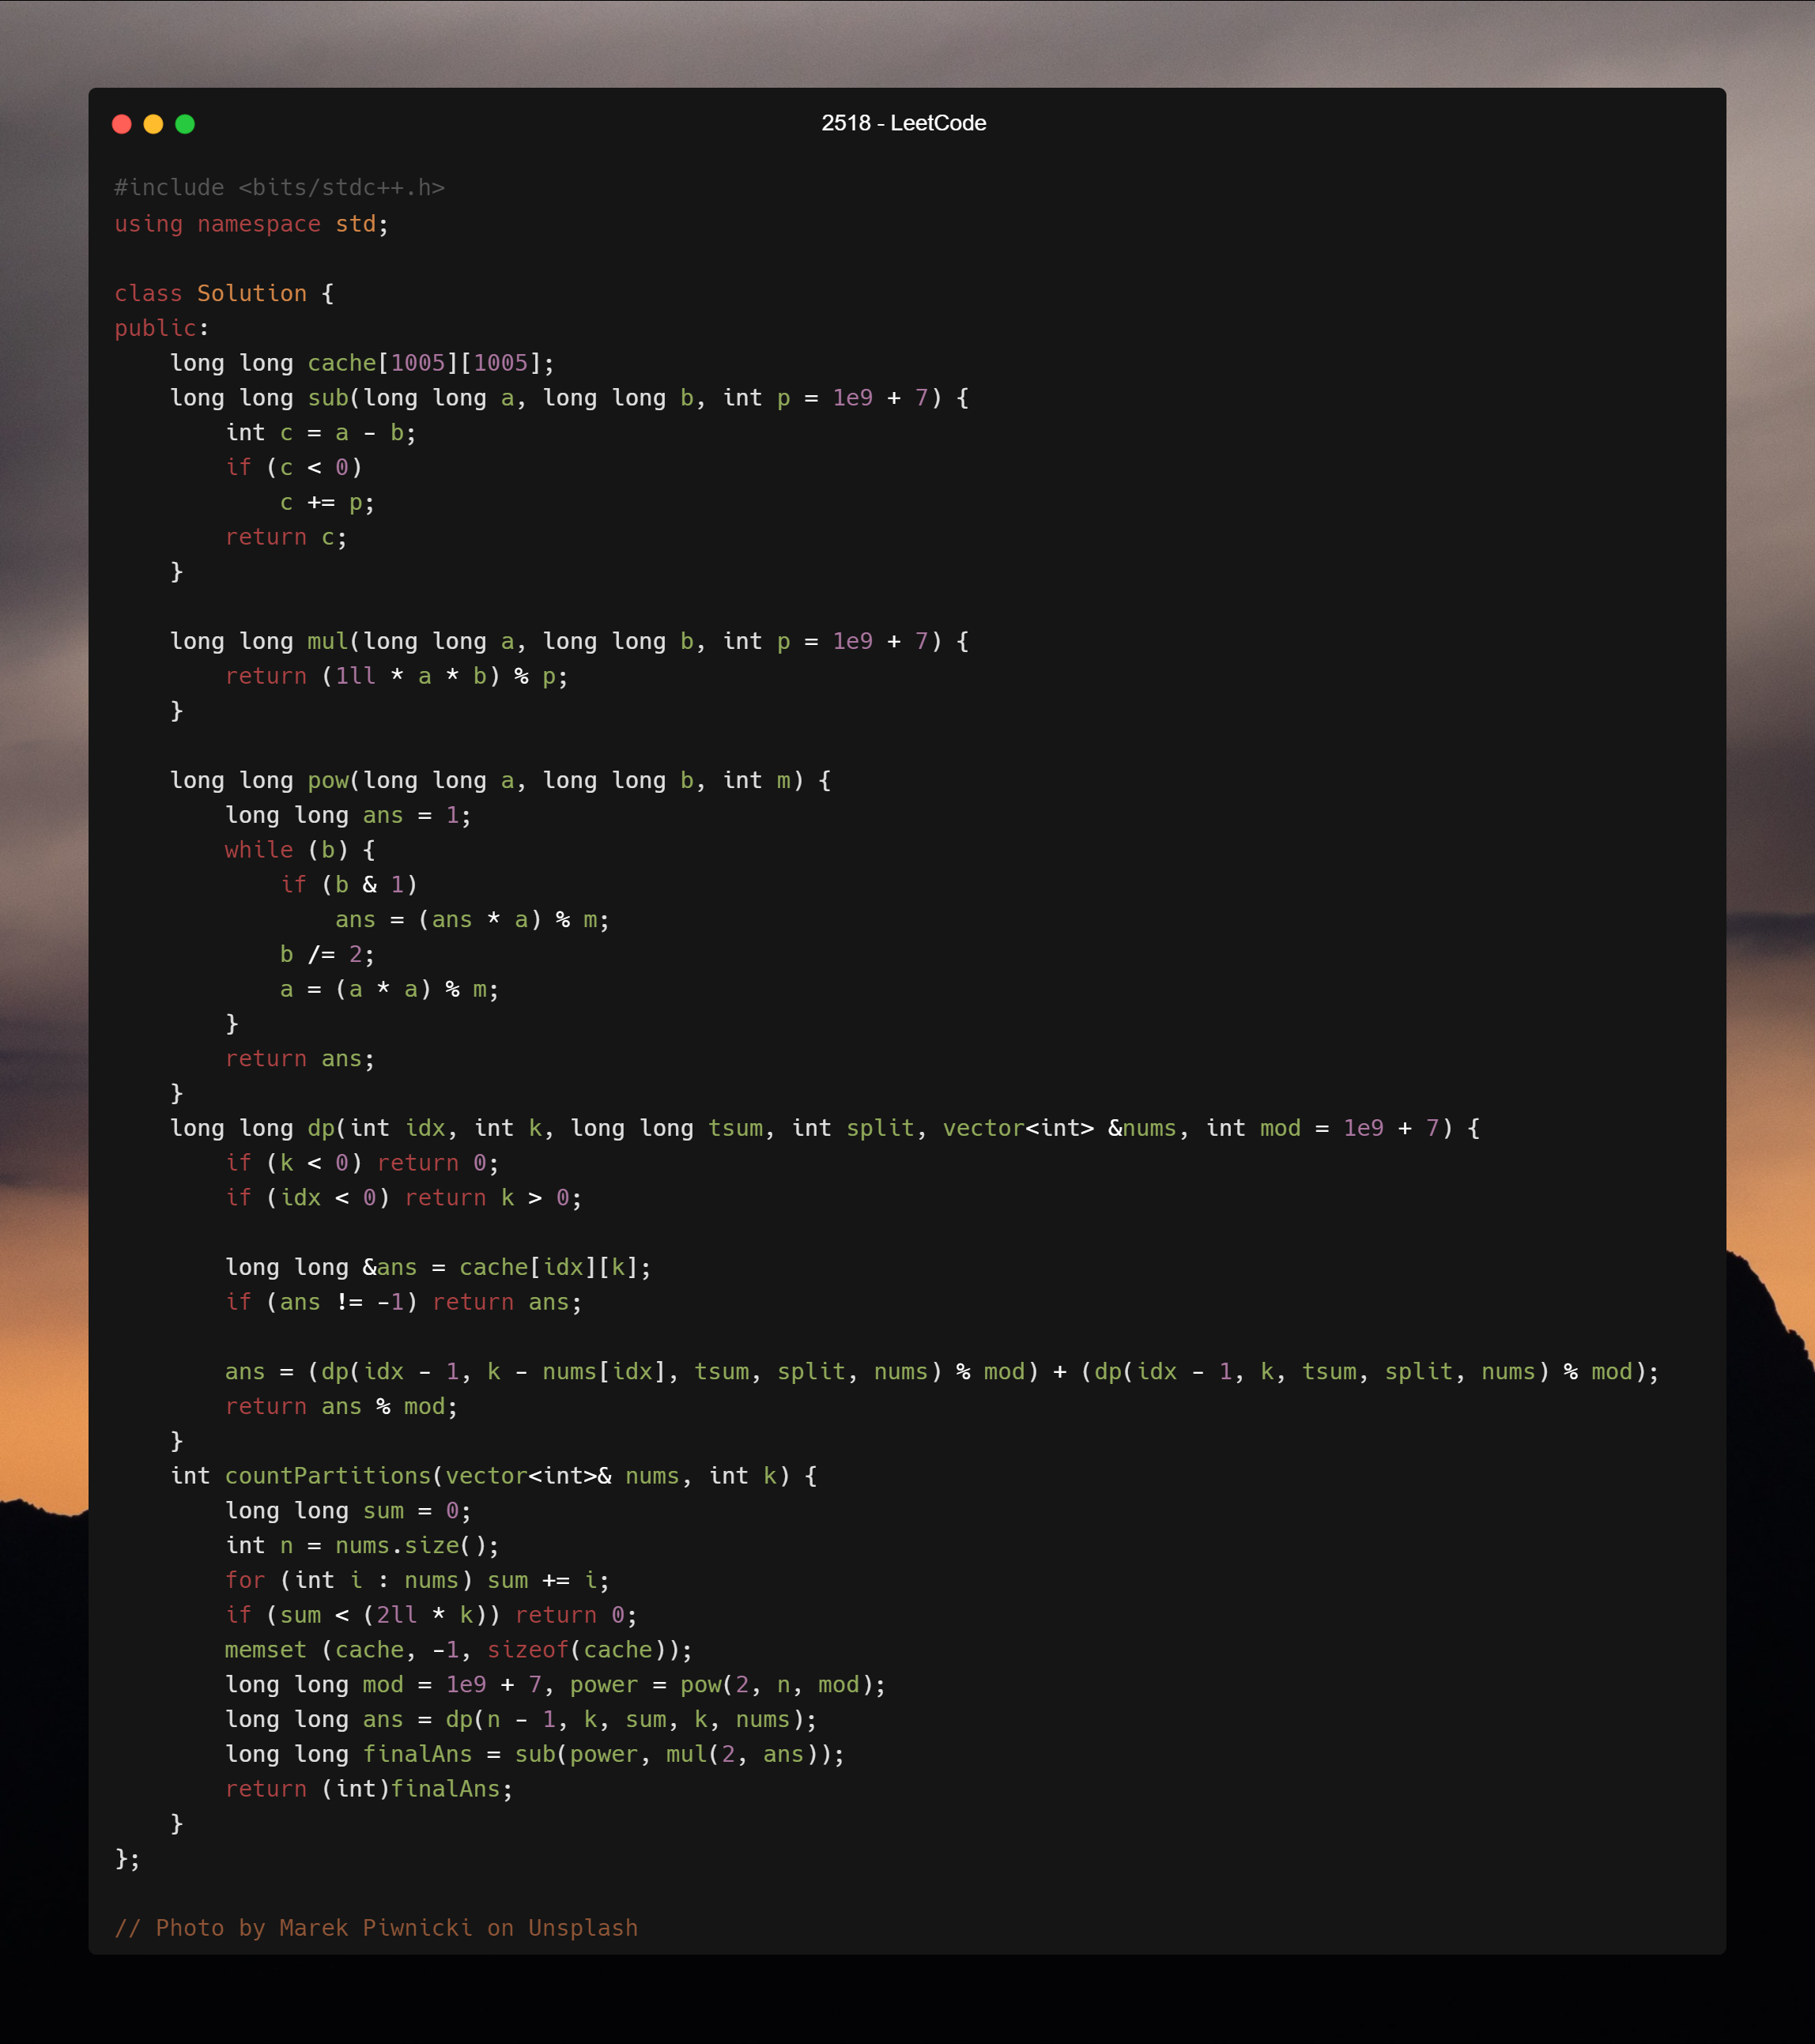 2518 - LeetCode
#include <bits/stdc++.h>
using namespace std;
class Solution {
public:
    long long cache[1005][1005];
    long long sub(long long a, long long b, int p = 1e9 + 7) {
        int c = a - b;
        if (c < 0)
            c += p;
        return c;
    }
    long long mul(long long a, long long b, int p = 1e9 + 7) {
        return (1ll * a * b) % p;
    }
    long long pow(long long a, long long b, int m) {
        long long ans = 1;
        while (b) {
            if (b & 1)
                ans = (ans * a) % m;
            b /= 2;
            a = (a * a) % m;
        }
        return ans;
    }
    long long dp(int idx, int k, long long tsum, int split, vector<int> &nums, int mod = 1e9 + 7) {
        if (k < 0) return 0;
        if (idx < 0) return k > 0;
        long long &ans = cache[idx][k];
        if (ans != -1) return ans;
        ans = (dp(idx - 1, k - nums[idx], tsum, split, nums) % mod) + (dp(idx - 1, k, tsum, split, nums) % mod);
        return ans % mod;
    }
    int countPartitions(vector<int>& nums, int k) {
        long long sum = 0;
        int n = nums.size();
        for (int i : nums) sum += i;
        if (sum < (2ll * k)) return 0;
        memset (cache, -1, sizeof(cache));
        long long mod = 1e9 + 7, power = pow(2, n, mod);
        long long ans = dp(n - 1, k, sum, k, nums);
        long long finalAns = sub(power, mul(2, ans));
        return (int)finalAns;
    }
};
// Photo by Marek Piwnicki on Unsplash